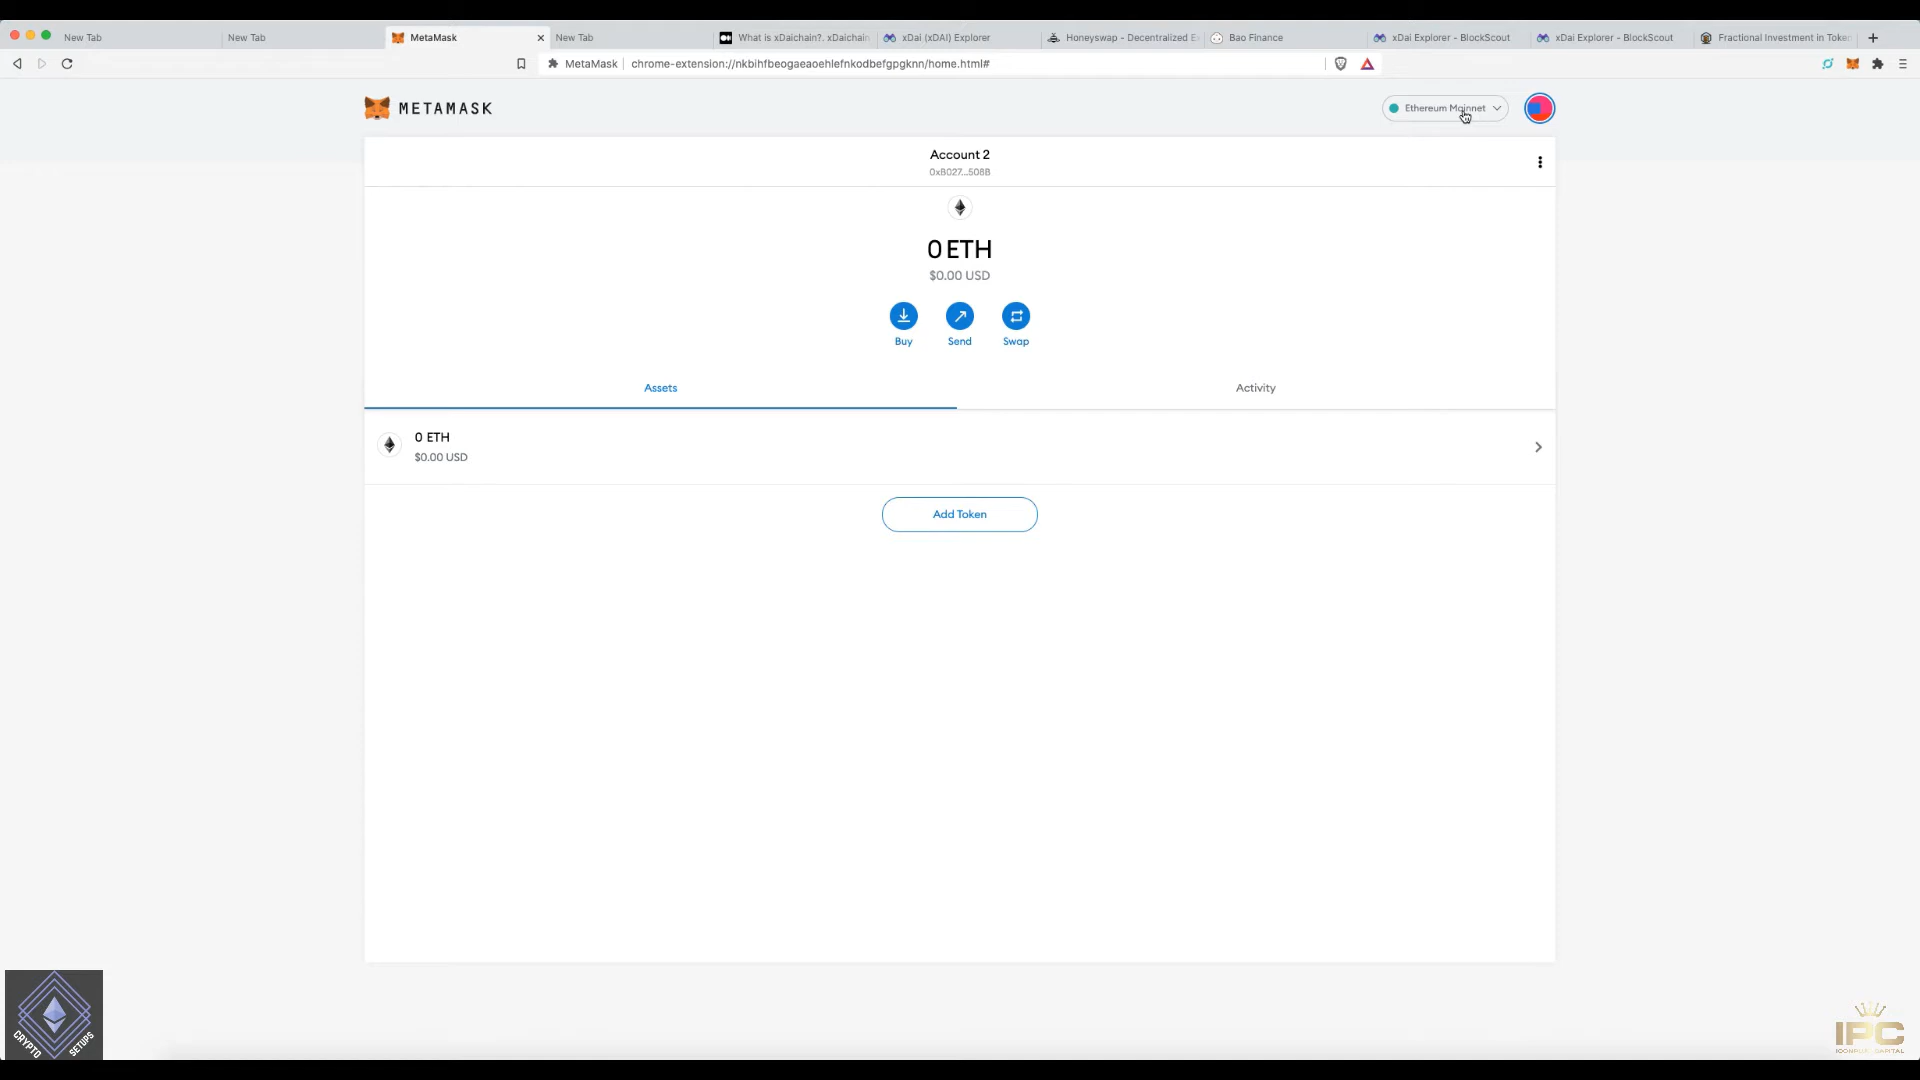 New Tab
New Tab
MetaMask
New Tab
What is xDaichain?. xDaichain
xDai (xDAI) Explorer
Honeyswap - Decentralized E
Bao Finance
xDai Explorer - BlockScout
xDai Explorer - BlockScout
Fractional Investment in Toke
MetaMask
chrome-extension://nkbihfbeogaeaoehlefnkodbefgpgknn/home.html#
METAMASK
Ethereum Mainnet
Account 2
0xB027...508B
0 ETH
$0.00 USD
Buy
Send
Swap
Assets
Activity
0 ETH
$0.00 USD
Add Token
CRYPTO SETUPS
IPC